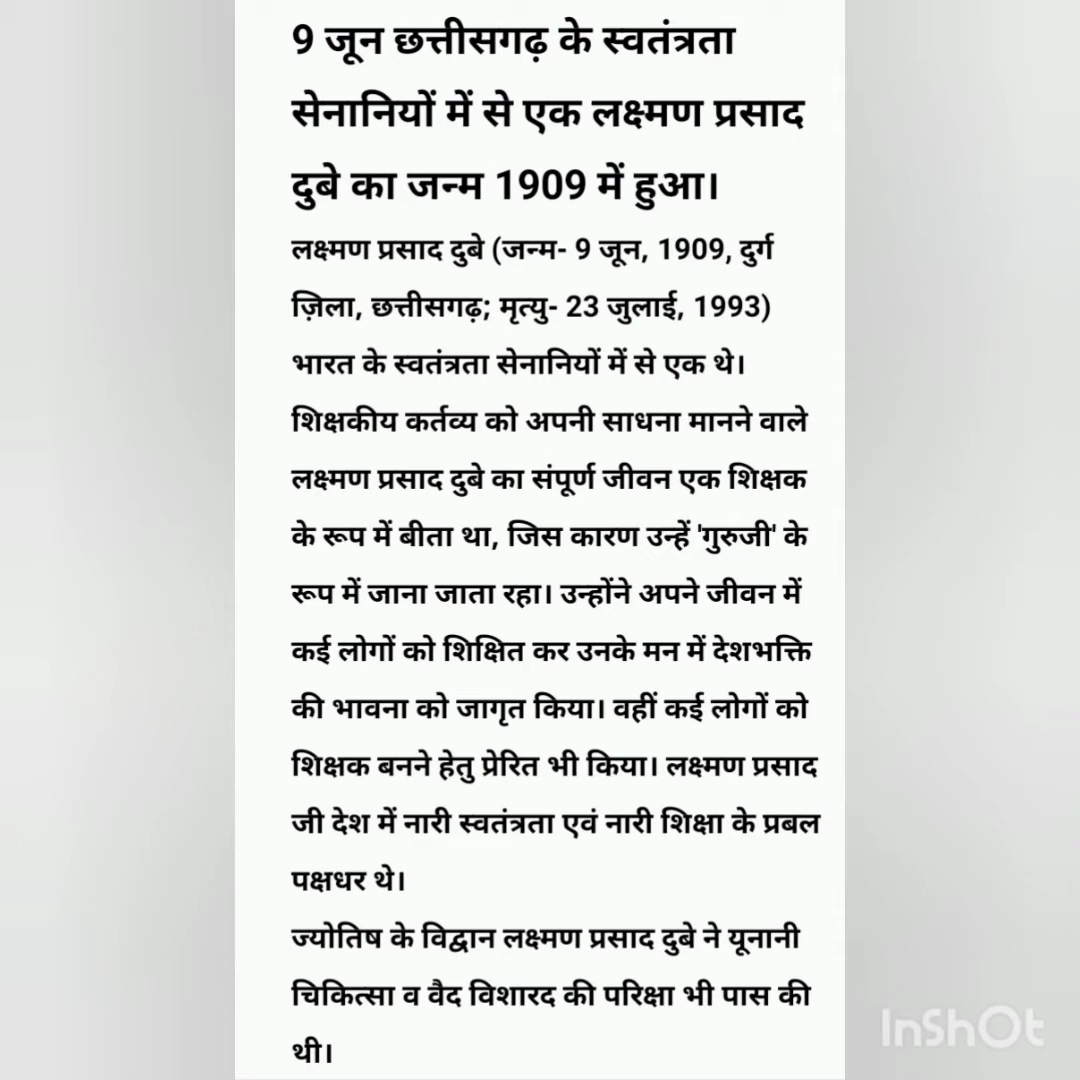 9 जून छत्तीसगढ़ के स्वतंत्रता
सेनानियों में से एक लक्ष्मण प्रसाद
दुबे का जन्म 1909 में हुआ।
लक्ष्मण प्रसाद दुबे (जन्म- 9 जून, 1909, दुर्ग
ज़िला, छत्तीसगढ़; मृत्यु- 23 जुलाई, 1993)
भारत के स्वतंत्रता सेनानियों में से एक थे।
शिक्षकीय कर्तव्य को अपनी साधना मानने वाले
लक्ष्मण प्रसाद दुबे का संपूर्ण जीवन एक शिक्षक
के रूप में बीता था, जिस कारण उन्हें 'गुरुजी' के
रूप में जाना जाता रहा। उन्होंने अपने जीवन में
कई लोगों को शिक्षित कर उनके मन में देशभक्ति
की भावना को जागृत किया। वहीं कई लोगों को
शिक्षक बनने हेतु प्रेरित भी किया। लक्ष्मण प्रसाद
जी देश में नारी स्वतंत्रता एवं नारी शिक्षा के प्रबल
पक्षधर थे।
ज्योतिष के विद्वान लक्ष्मण प्रसाद दुबे ने यूनानी
चिकित्सा व वैद विशारद की परिक्षा भी पास की
थी।
InShOt